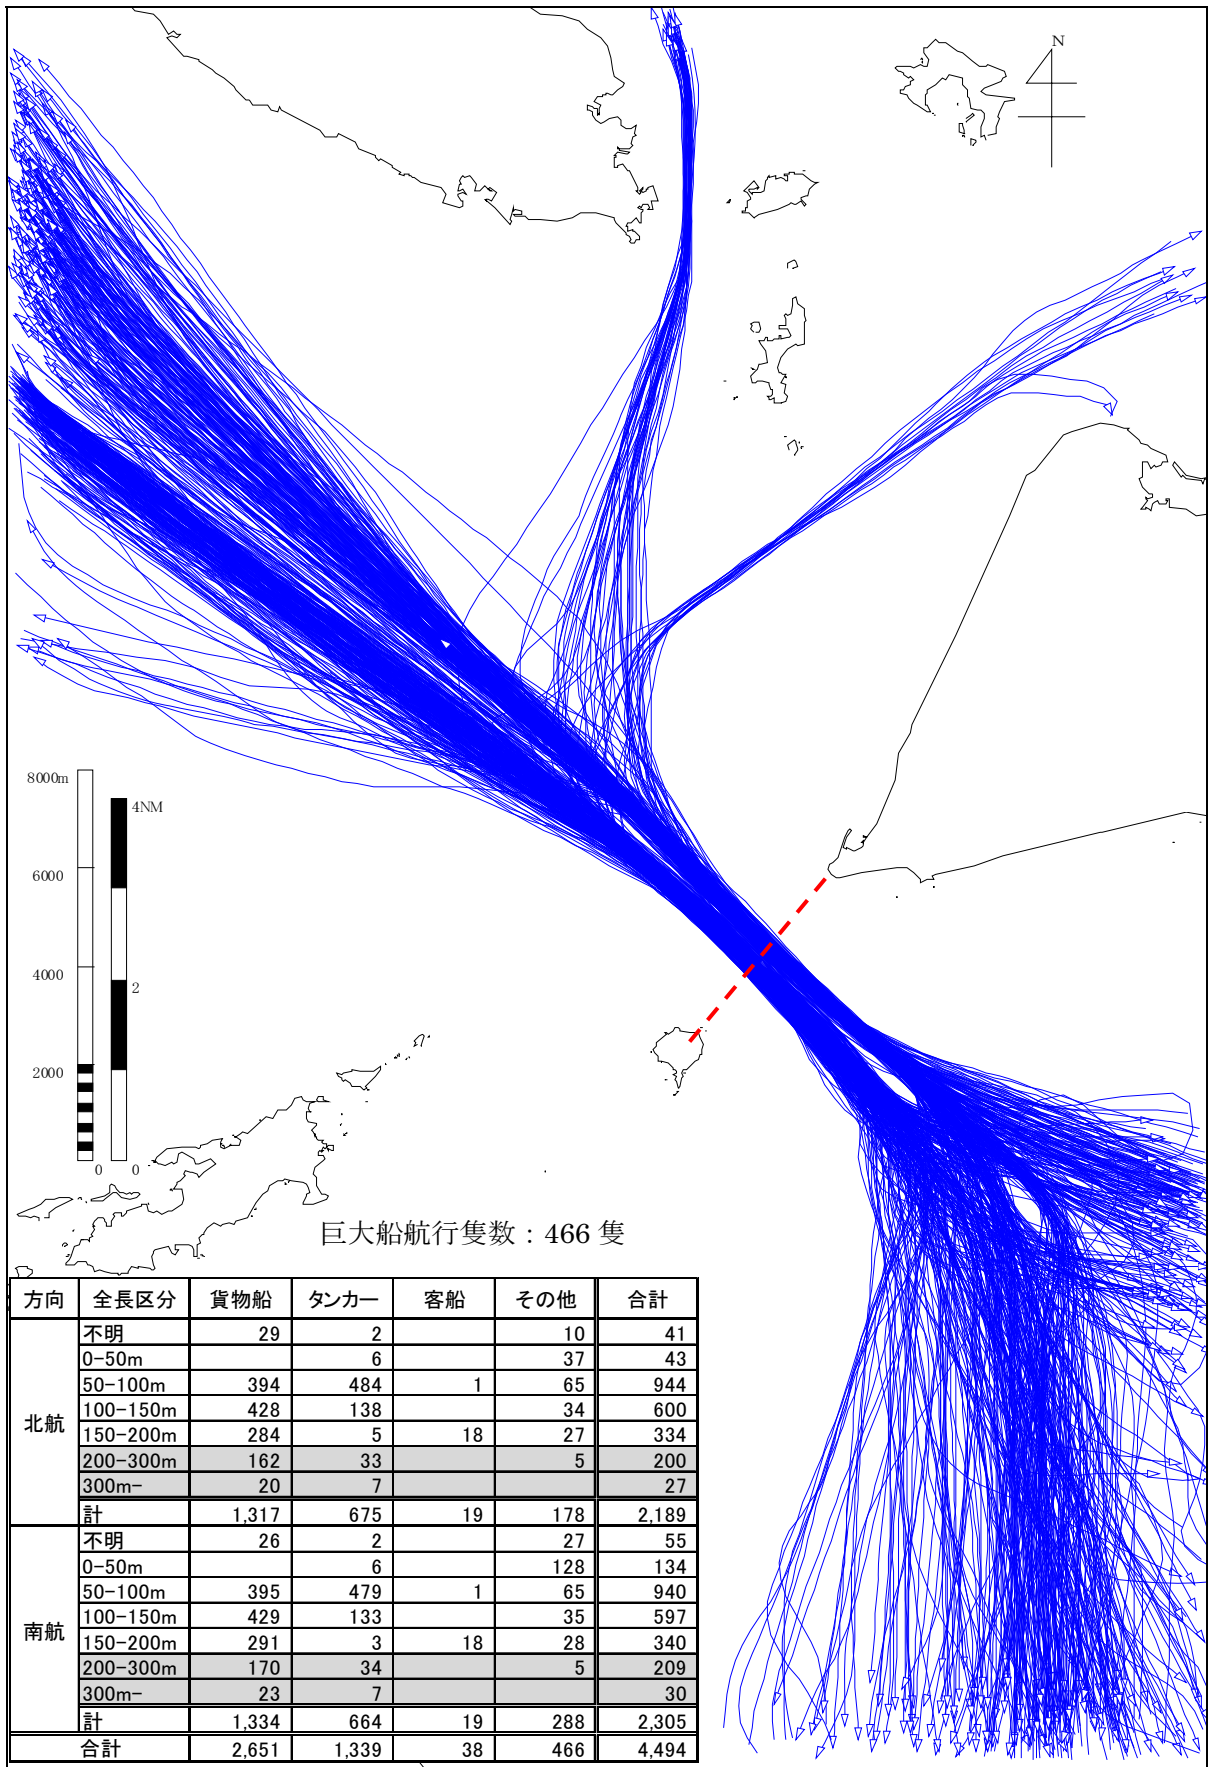 N
8000m
4NM
6000
4000
2
2000
0 0
巨大船航行隻数：466 隻
方向 全長区分 貨物船 タンカー 客船 その他 合計
北航
不明 29 2 10 41
0-50m 6 37 43
50-100m 394 484 1 65 944
100-150m 428 138 34 600
150-200m 284 5 18 27 334
200-300m 162 33 5 200
300m- 20 7 27
計 1,317 675 19 178 2,189
南航
不明 26 2 27 55
0-50m 6 128 134
50-100m 395 479 1 65 940
100-150m 429 133 35 597
150-200m 291 3 18 28 340
200-300m 170 34 5 209
300m- 23 7 30
計 1,334 664 19 288 2,305
合計 2,651 1,339 38 466 4,494